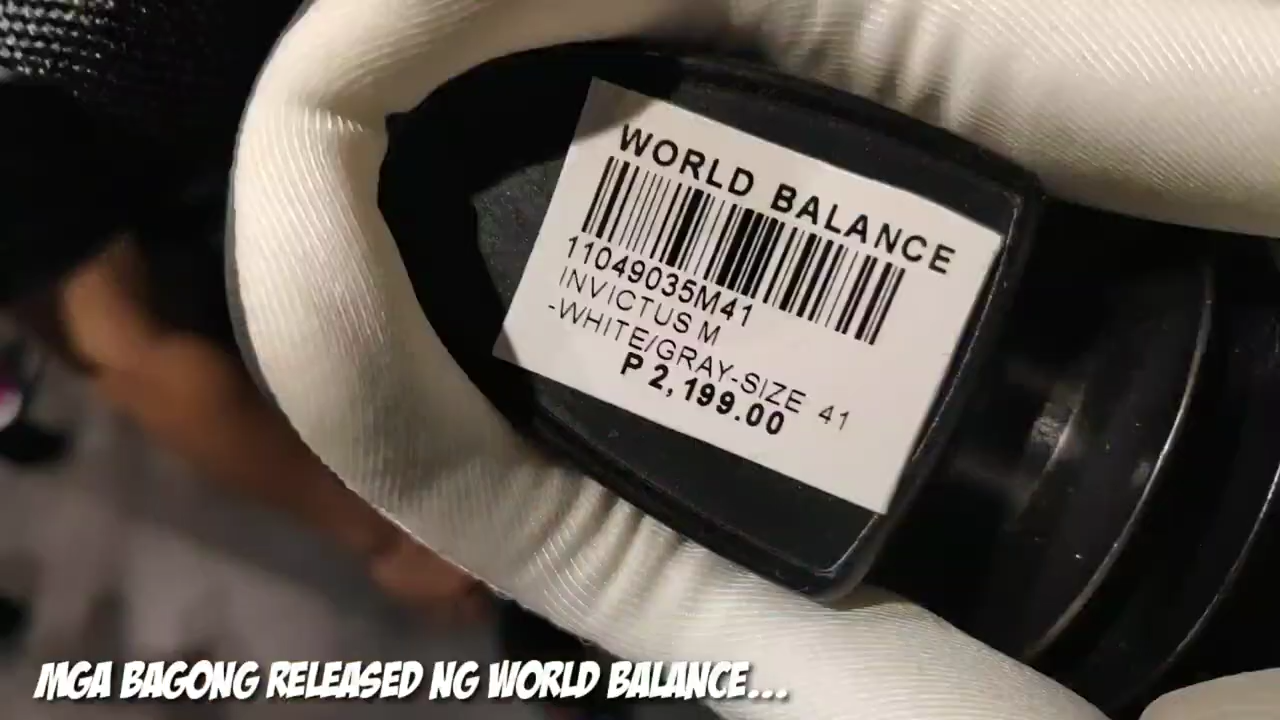 WORLD BALANCE
11049035M41
INVICTUS M
-WHITE/GRAY-SIZE 41
P 2,199.00
MGA BAGONG RELEASED NG WORLD BALANCE...